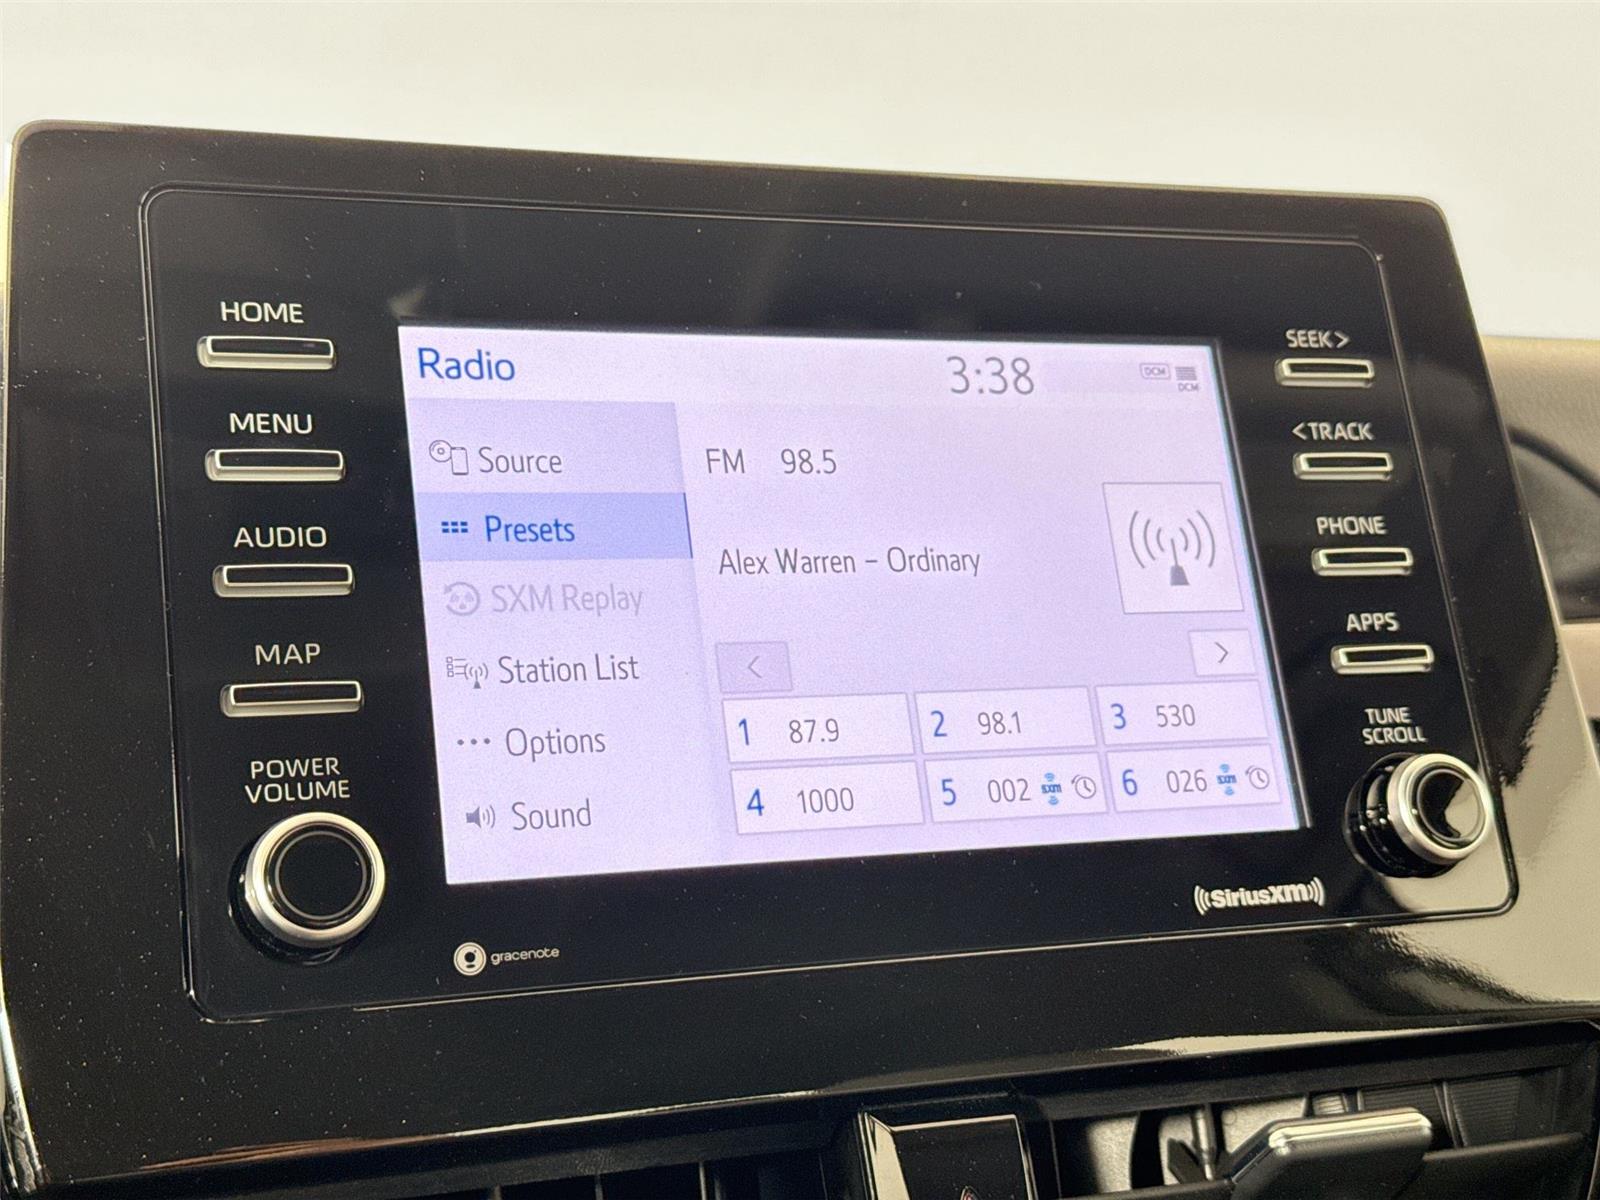 HOME
MENU
AUDIO
MAP
POWER
VOLUME
Radio
3:38
DCM
DCM
Source
Presets
SXM Replay
Station List
Options
Sound
FM 98.5
Alex Warren - Ordinary
<
>
1 87.9
2 98.1
3 530
4 1000
5 002 SXM
6 026 SXM
SEEK>
<TRACK
PHONE
APPS
TUNE
SCROLL
gracenote
SiriusXM